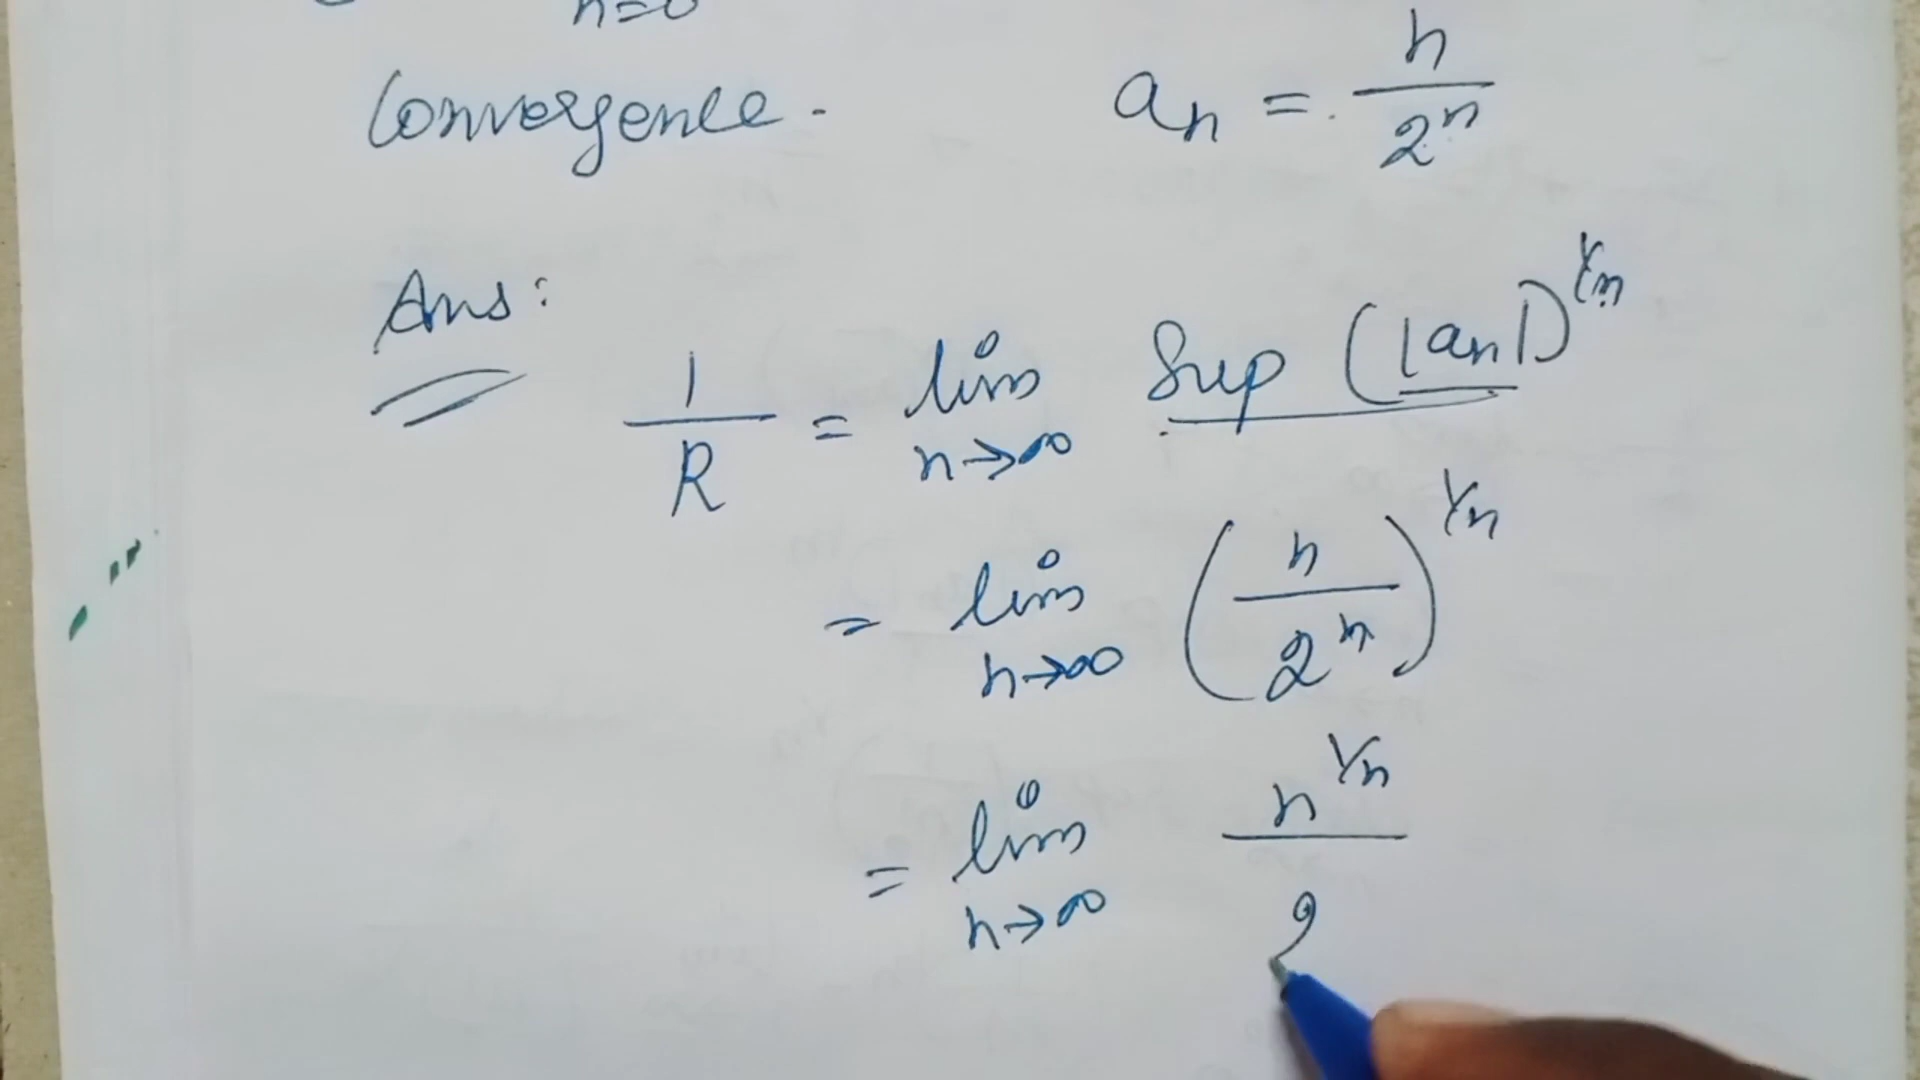 n=0
Convergence. aₙ = n/2ⁿ
Ans:
1/R = lim n→∞ Sup (|aₙ|)^1/n
= lim n→∞ (n/2ⁿ)^1/n
= lim n→∞ n^1/n / 2